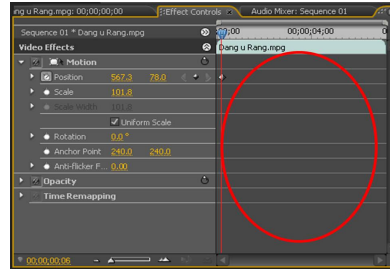 ng u Rang.mpg: 00;00;00;00 Effect Controls Audio Mixer: Sequence 01
Sequence 01 * Dang u Rang.mpg ;00;00 00;00;04;00
Video Effects Dang u Rang.mpg
Motion
Position 567.3 78.0
Scale 101.8
Scale Width 101.8
Uniform Scale
Rotation 0.0 °
Anchor Point 240.0 240.0
Anti-flicker F... 0.00
Opacity
Time Remapping
00;00;00;06